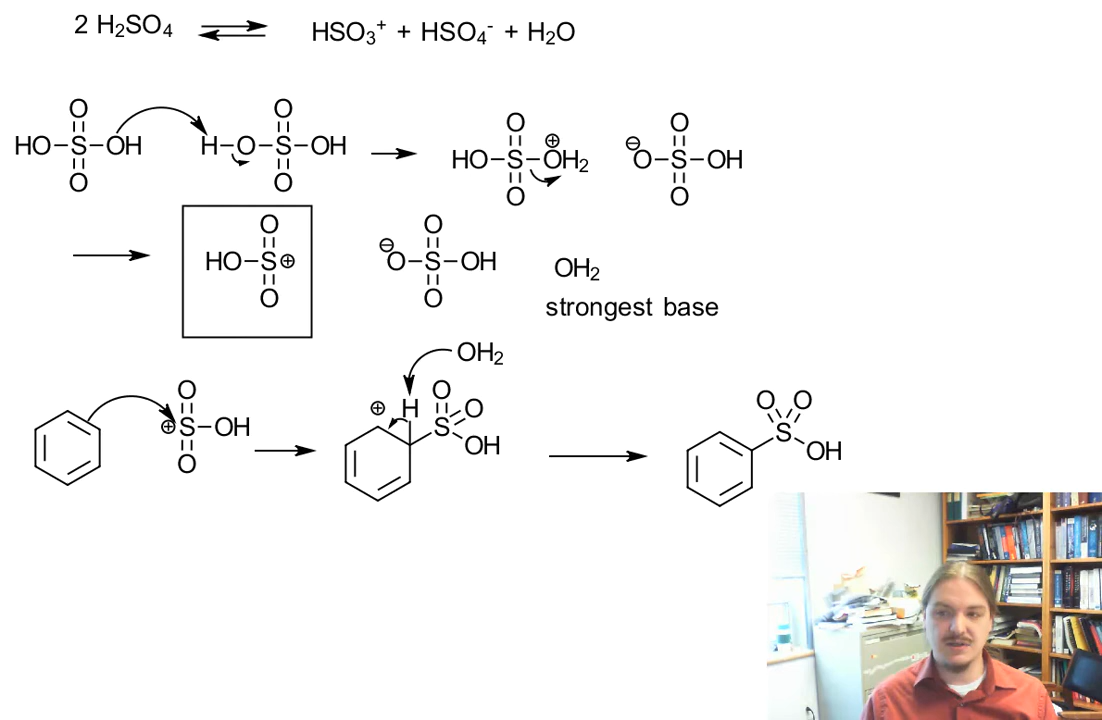 2 H₂SO₄ ⇌ HSO₃⁺ + HSO₄⁻ + H₂O
O O
HO S OH H O S OH
O O
O ⊕ O
HO S OH₂ ⊖ O S OH
O O
O O
HO S ⊕ ⊖ O S OH OH₂
O O
strongest base
OH₂
O ⊕ H O O O O
⊕ S OH S S
O OH OH